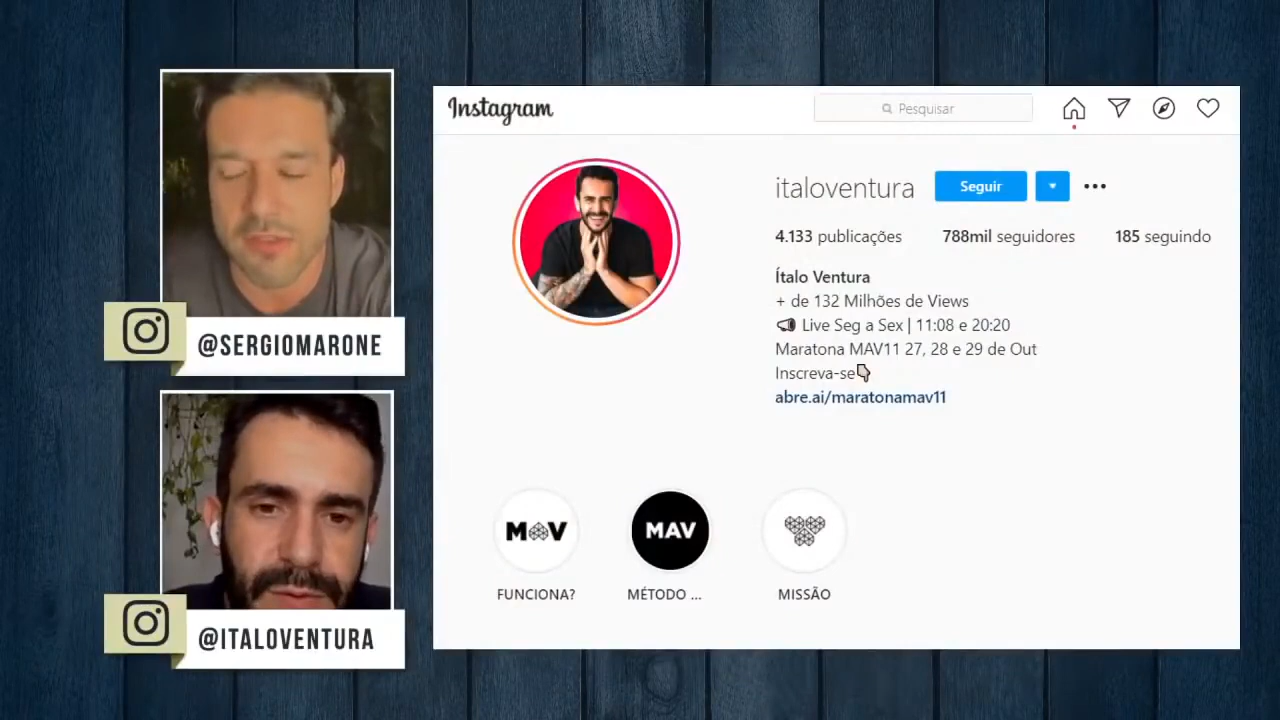 @SERGIOMARONE
@ITALOVENTURA
Instagram
Pesquisar
italoventura
Seguir
4.133 publicações 788mil seguidores 185 seguindo
Ítalo Ventura
+ de 132 Milhões de Views
Live Seg a Sex | 11:08 e 20:20
Maratona MAV11 27, 28 e 29 de Out
Inscreva-se
abre.ai/maratonamav11
MAV MAV
FUNCIONA? MÉTODO ... MISSÃO